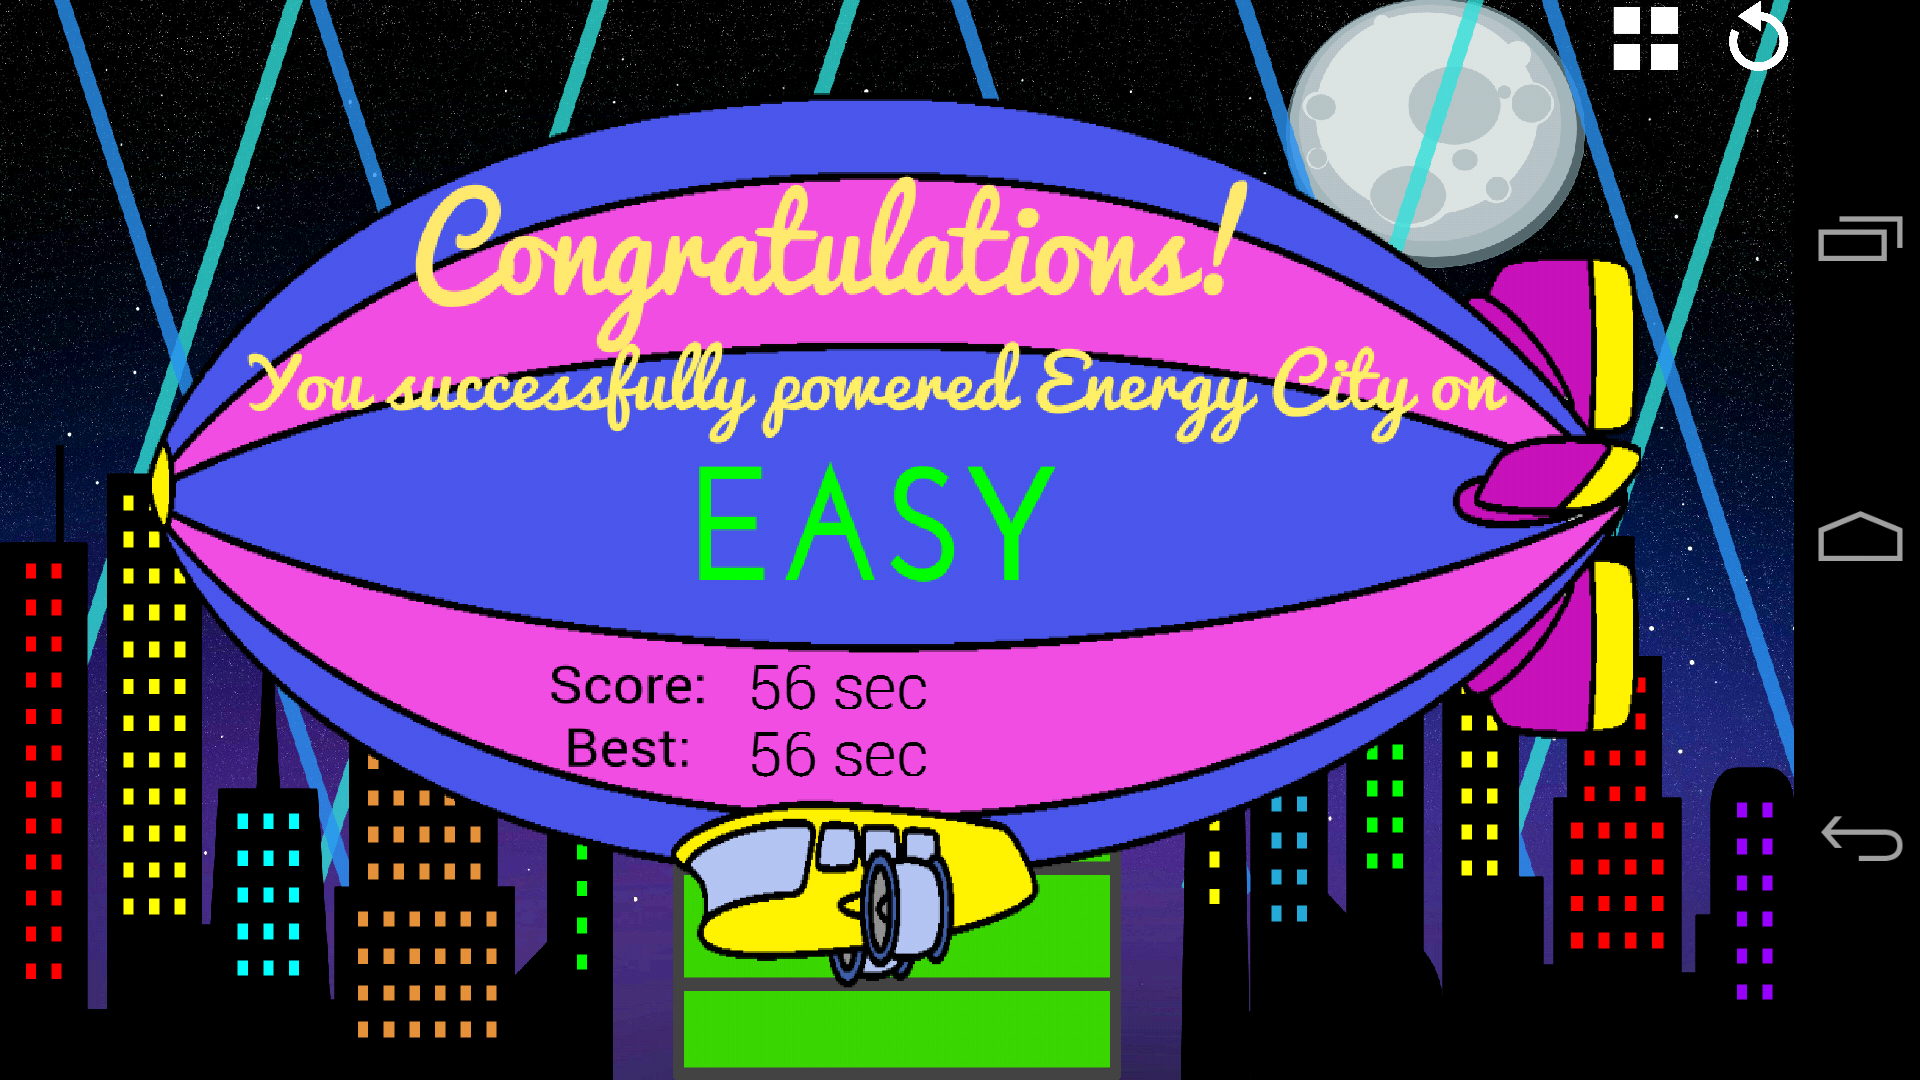 Congratulations!
You successfully powered Energy City on
EASY
Score: 56 sec
Best: 56 sec